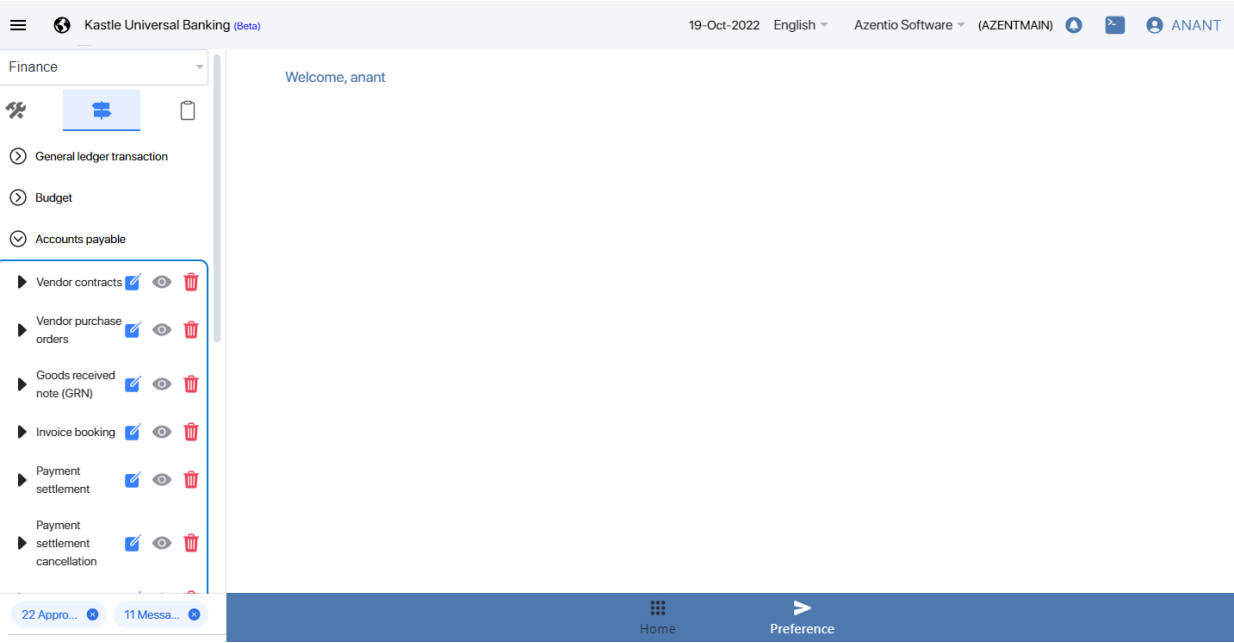 Kastle Universal Banking (Beta)
19-Oct-2022 English Azentio Software (AZENTMAIN) ANANT
Finance
Welcome, anant
General ledger transaction
Budget
Accounts payable
Vendor contracts
Vendor purchase
orders
Goods received
note (GRN)
Invoice booking
Payment
settlement
Payment
settlement
cancellation
22 Appro...
11 Messa...
Home
Preference